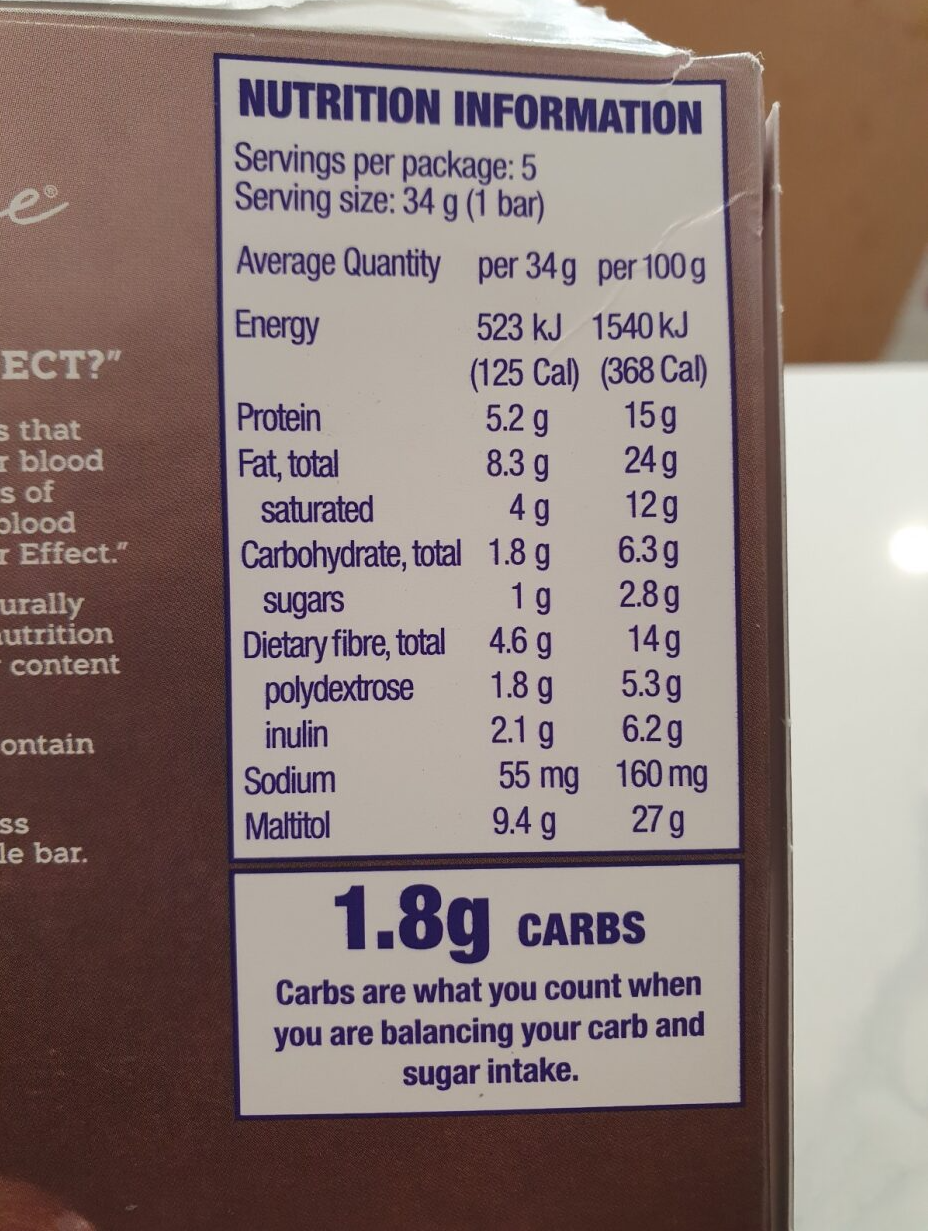 e®
ECT?"
s that
r blood
s of
blood
r Effect."
urally
utrition
content
ontain
ss
le bar.
NUTRITION INFORMATION
Servings per package: 5
Serving size: 34 g (1 bar)
Average Quantity per 34 g per 100 g
Energy 523 kJ 1540 kJ
(125 Cal) (368 Cal)
Protein 5.2 g 15 g
Fat, total 8.3 g 24 g
saturated 4 g 12 g
Carbohydrate, total 1.8 g 6.3 g
sugars 1 g 2.8 g
Dietary fibre, total 4.6 g 14 g
polydextrose 1.8 g 5.3 g
inulin 2.1 g 6.2 g
Sodium 55 mg 160 mg
Maltitol 9.4 g 27 g
1.8g CARBS
Carbs are what you count when
you are balancing your carb and
sugar intake.